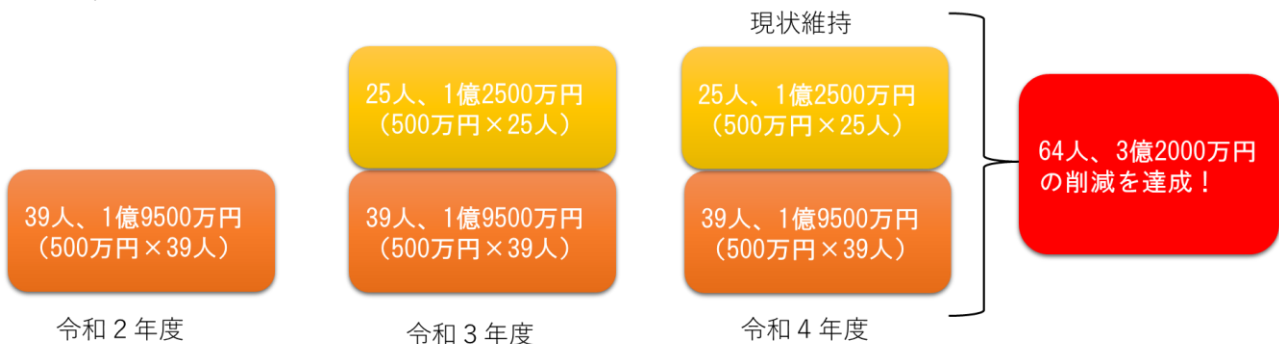 現状維持
25人、1億2500万円
（500万円×25人）
25人、1億2500万円
（500万円×25人）
64人、3億2000万円
の削減を達成！
39人、1億9500万円
（500万円×39人）
39人、1億9500万円
（500万円×39人）
39人、1億9500万円
（500万円×39人）
令和２年度
令和３年度
令和４年度